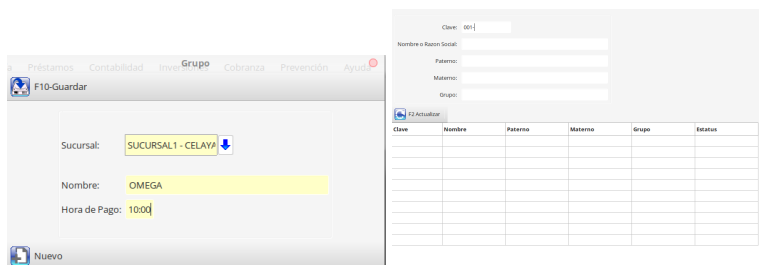 a Préstamos Contabilidad Inversiones Cobranza Prevención Ayuda
Grupo
F10-Guardar
Sucursal: SUCURSAL1 - CELAYA
Nombre: OMEGA
Hora de Pago: 10:00
Nuevo
Clave: 001-
Nombre o Razon Social:
Paterno:
Materno:
Grupo:
F2 Actualizar
Clave Nombre Paterno Materno Grupo Estatus